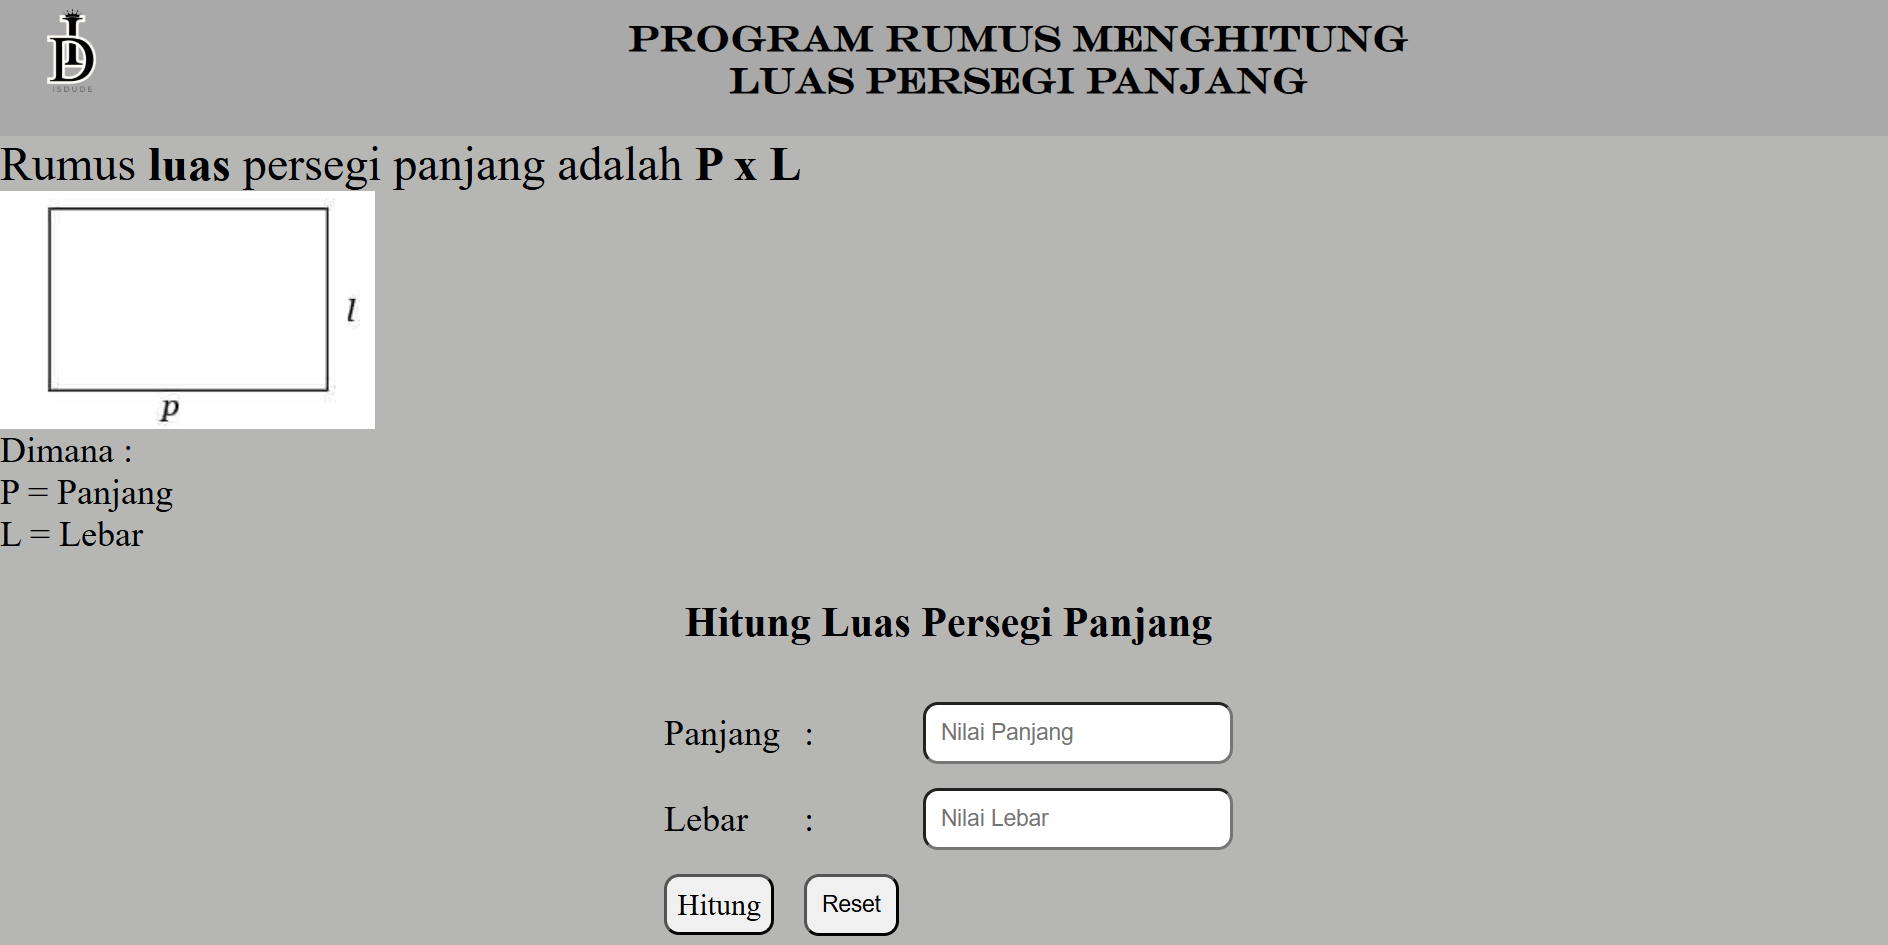 ID
ISDUDE
PROGRAM RUMUS MENGHITUNG
LUAS PERSEGI PANJANG
Rumus luas persegi panjang adalah P x L
l
p
Dimana :
P = Panjang
L = Lebar
Hitung Luas Persegi Panjang
Panjang : Nilai Panjang
Lebar : Nilai Lebar
Hitung Reset